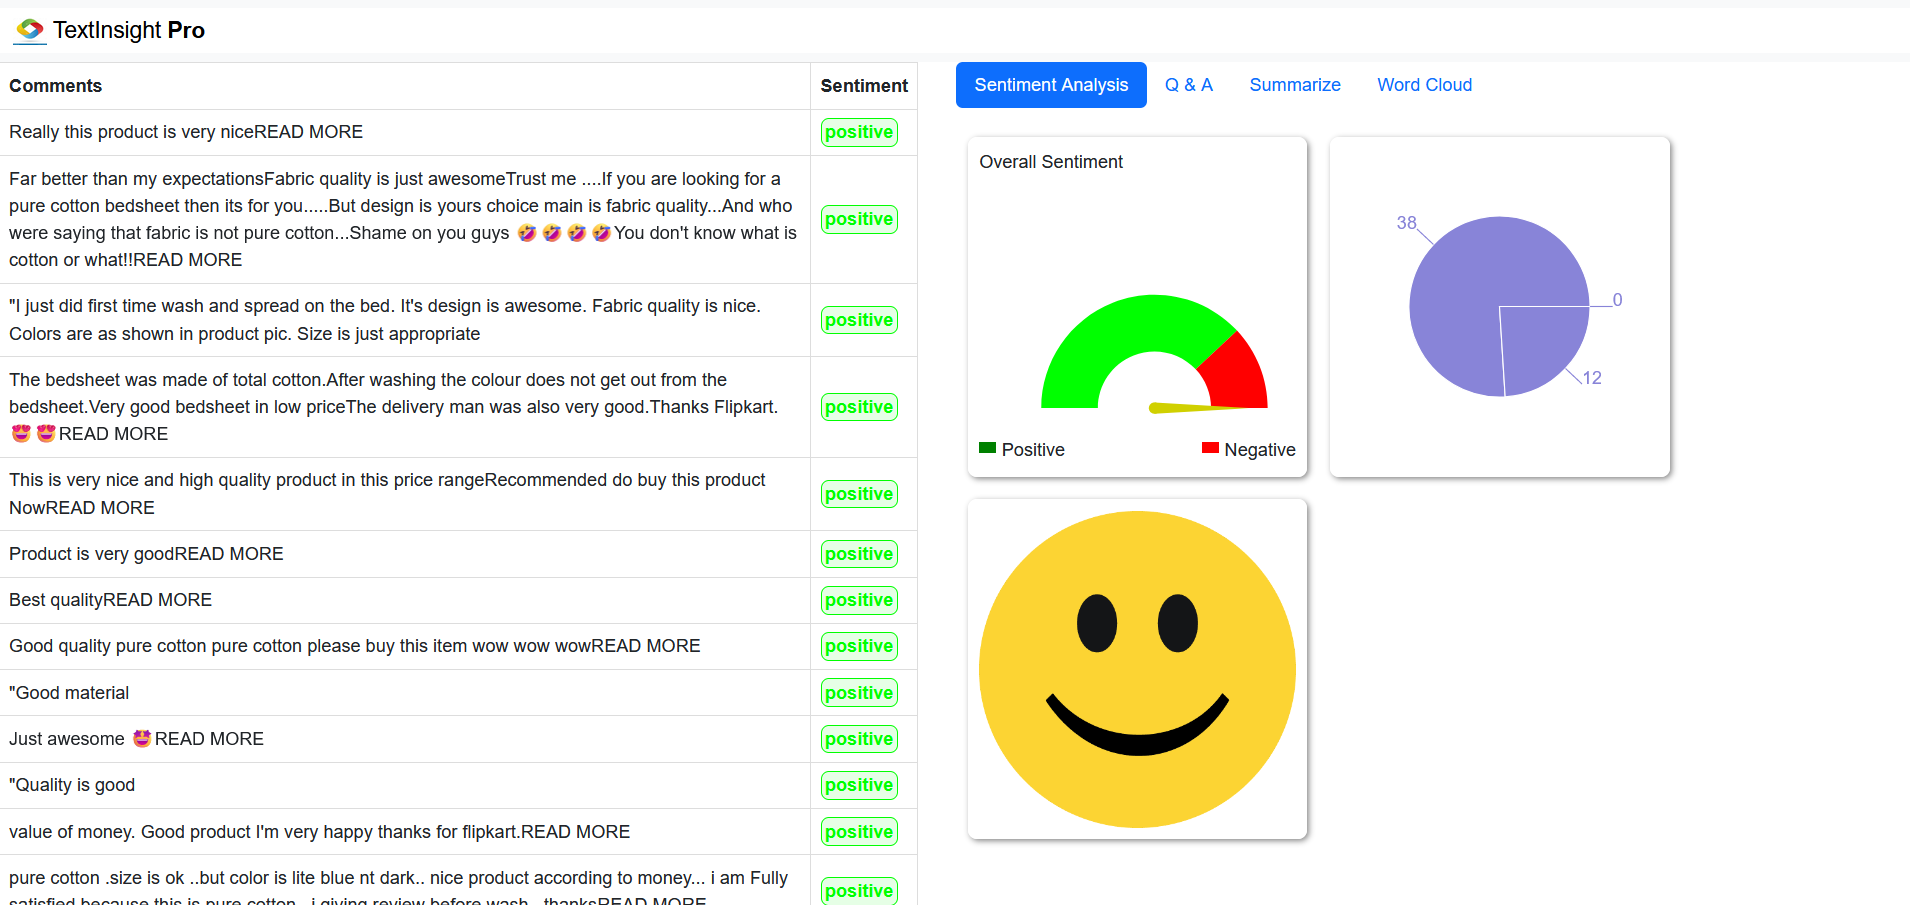 TextInsight Pro
Comments
Sentiment
Really this product is very niceREAD MORE
positive
Far better than my expectationsFabric quality is just awesomeTrust me ....If you are looking for a
pure cotton bedsheet then its for you.....But design is yours choice main is fabric quality...And who
were saying that fabric is not pure cotton...Shame on you guys 🤣🤣🤣🤣You don't know what is
cotton or what!!READ MORE
positive
"I just did first time wash and spread on the bed. It's design is awesome. Fabric quality is nice.
Colors are as shown in product pic. Size is just appropriate
positive
The bedsheet was made of total cotton.After washing the colour does not get out from the
bedsheet.Very good bedsheet in low priceThe delivery man was also very good.Thanks Flipkart.
😍😍READ MORE
positive
This is very nice and high quality product in this price rangeRecommended do buy this product
NowREAD MORE
positive
Product is very goodREAD MORE
positive
Best qualityREAD MORE
positive
Good quality pure cotton pure cotton please buy this item wow wow wowREAD MORE
positive
"Good material
positive
Just awesome 🤩READ MORE
positive
"Quality is good
positive
value of money. Good product I'm very happy thanks for flipkart.READ MORE
positive
pure cotton .size is ok ..but color is lite blue nt dark.. nice product according to money... i am Fully
satisfied because this is pure cotton.. i giving review before wash...thanksREAD MORE
positive
Sentiment Analysis
Q & A
Summarize
Word Cloud
Overall Sentiment
Positive
Negative
38
0
12